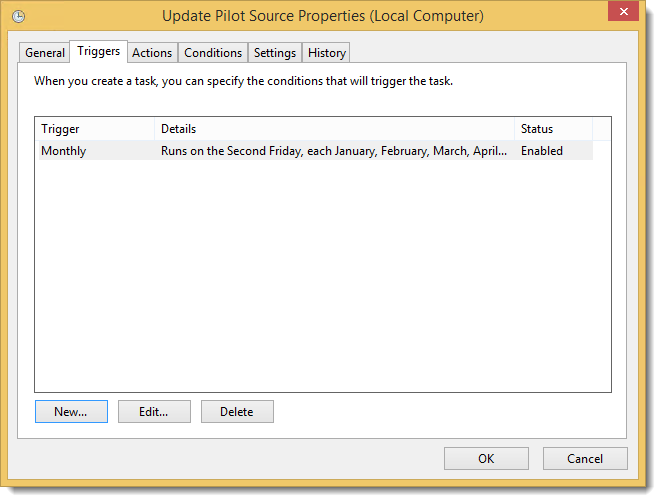 Update Pilot Source Properties (Local Computer)
General Triggers Actions Conditions Settings History
When you create a task, you can specify the conditions that will trigger the task.
Trigger Details Status
Monthly Runs on the Second Friday, each January, February, March, April... Enabled
New... Edit... Delete
OK Cancel